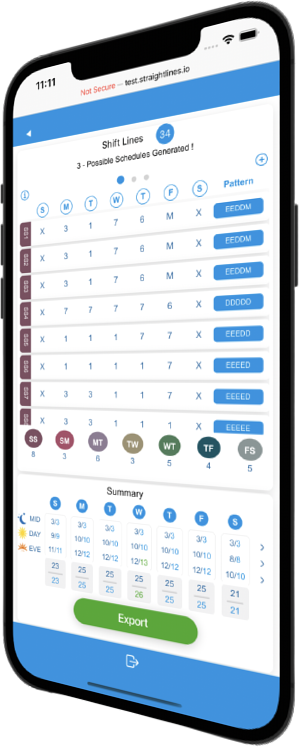 11:11
Not Secure — test.straightlines.io
Shift Lines 34
3 - Possible Schedules Generated !
S M T W T F S Pattern
SS1 X 3 1 7 6 M X EEDDM
SS2 X 3 1 7 6 M X EEDDM
SS3 X 3 1 7 6 M X EEDDM
SS4 X 7 7 7 7 6 X DDDDD
SS5 X 1 1 1 7 7 X EEEDD
SS6 X 1 1 1 1 7 X EEEED
SS7 X 3 3 1 1 7 X EEEED
X 3 3 1 1 1 X EEEEE
SS SM MT TW WT TF FS
8 3 6 3 5 4 5
Summary
S M T W T F S
MID 3/3 3/3 3/3 3/3 3/3 3/3 3/3
DAY 9/9 10/10 10/10 10/10 10/10 10/10 8/8
EVE 11/11 12/12 12/12 12/13 12/12 12/12 10/10
23 25 25 25 25 25 21
23 25 25 26 25 25 21
Export